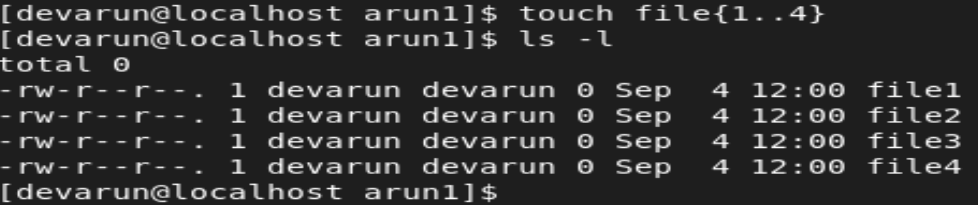 [devarun@localhost arun1]$ touch file{1..4}
[devarun@localhost arun1]$ ls -l
total 0
-rw-r--r--. 1 devarun devarun 0 Sep  4 12:00 file1
-rw-r--r--. 1 devarun devarun 0 Sep  4 12:00 file2
-rw-r--r--. 1 devarun devarun 0 Sep  4 12:00 file3
-rw-r--r--. 1 devarun devarun 0 Sep  4 12:00 file4
[devarun@localhost arun1]$